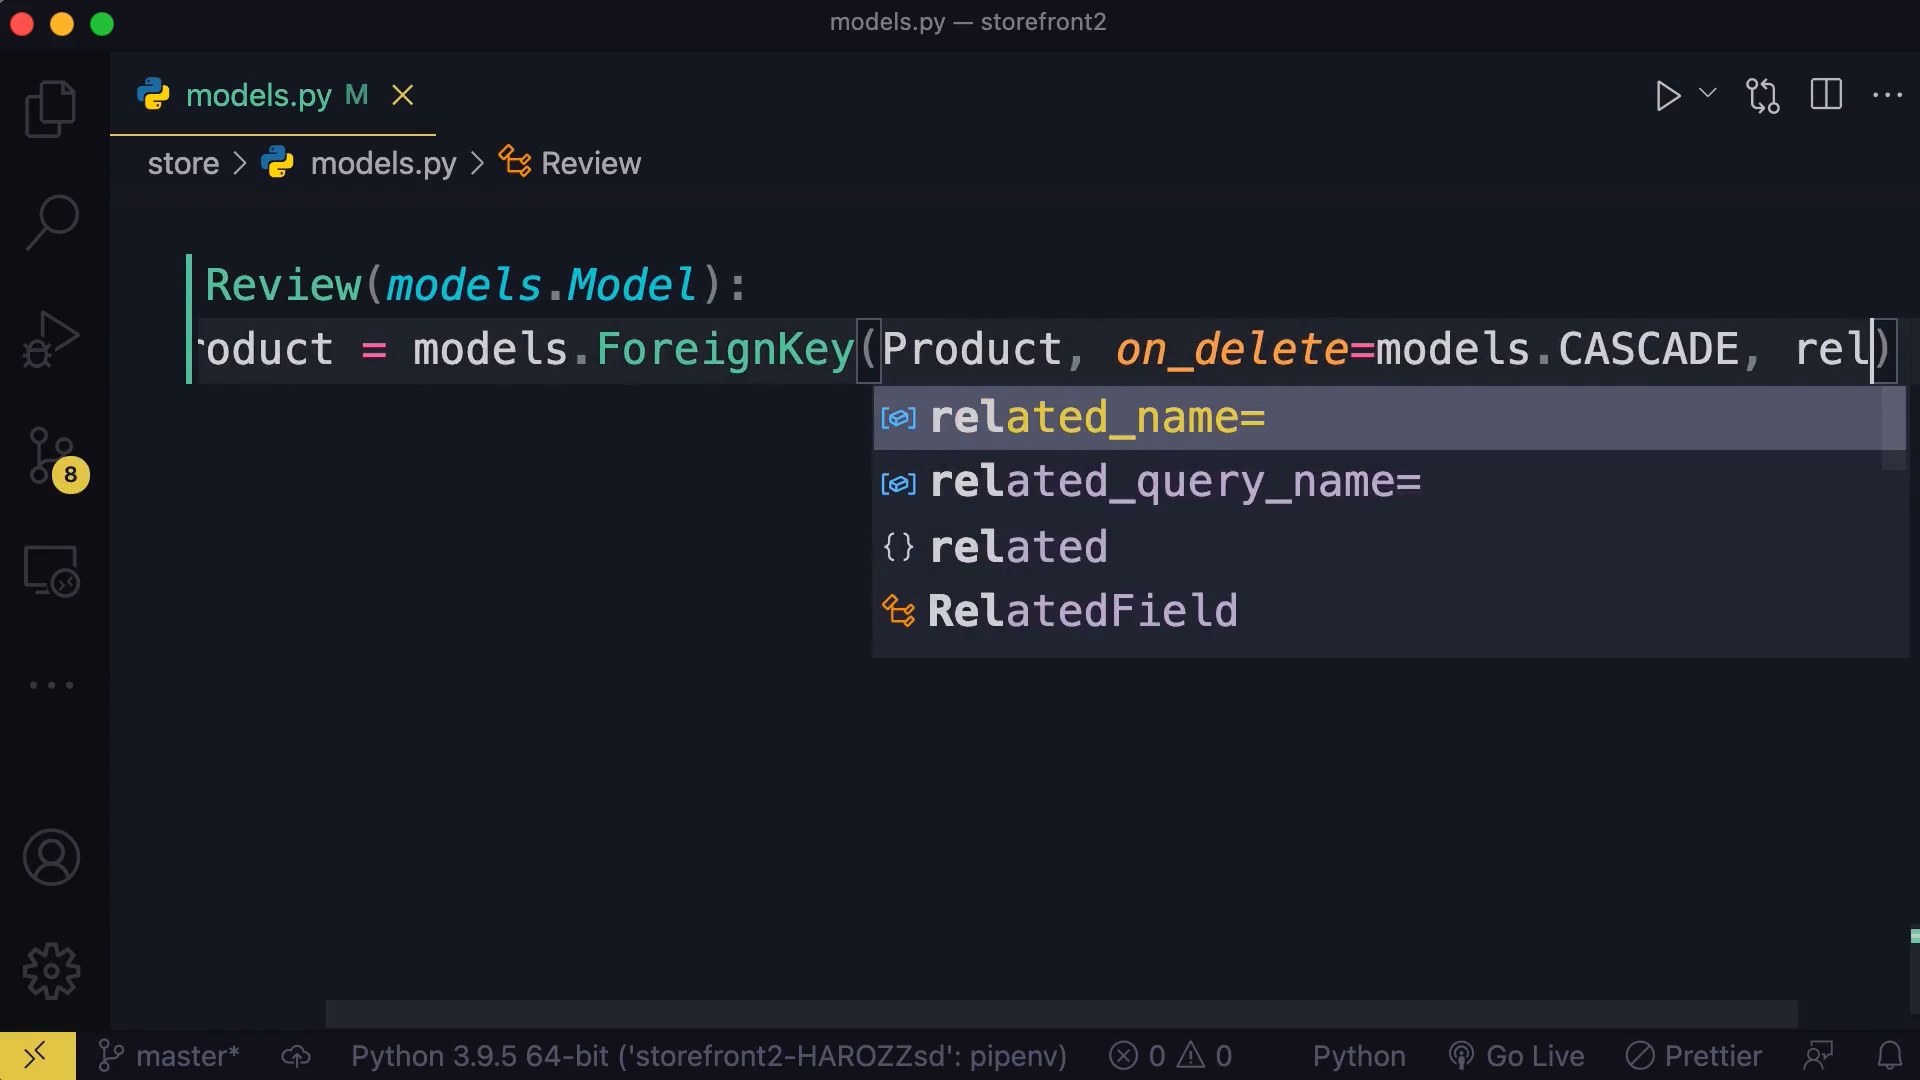 models.py — storefront2
models.py M
store > models.py > Review
Review(models.Model):
roduct = models.ForeignKey(Product, on_delete=models.CASCADE, rel)
related_name=
related_query_name=
related
RelatedField
8
master* Python 3.9.5 64-bit ('storefront2-HAROZZsd': pipenv) 0 0 Python Go Live Prettier